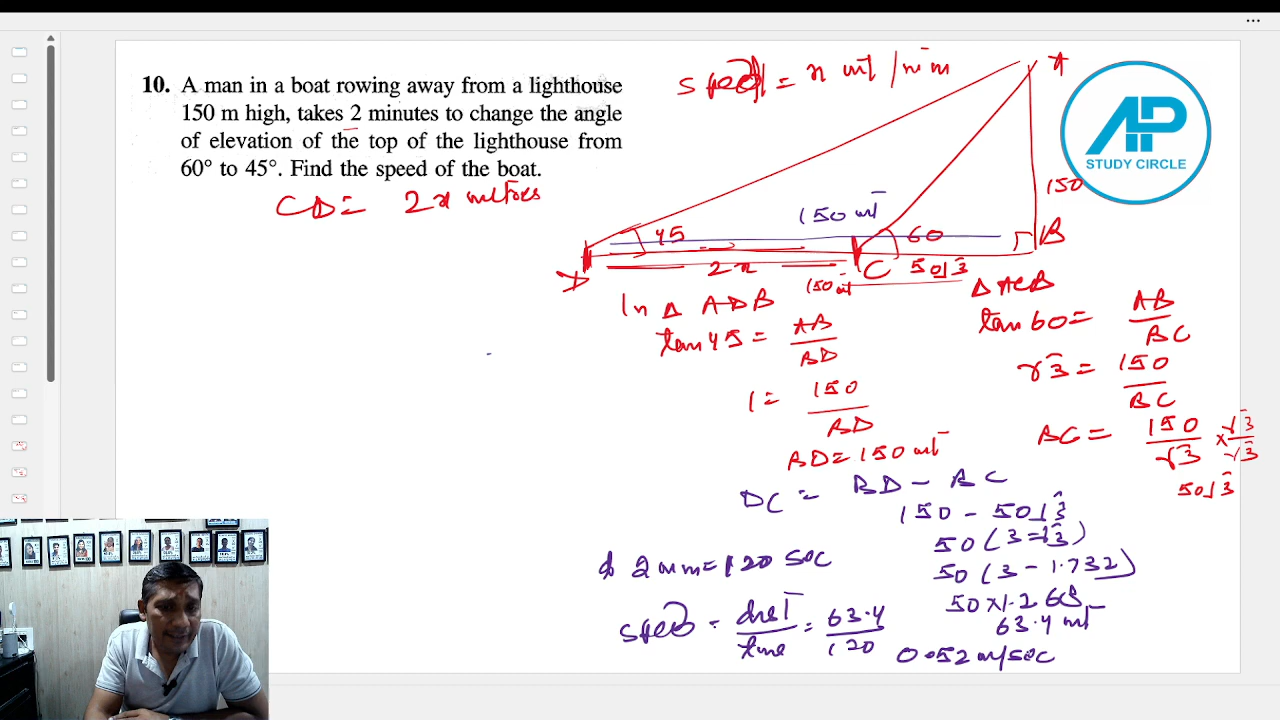 10. A man in a boat rowing away from a lighthouse
150 m high, takes 2 minutes to change the angle
of elevation of the top of the lighthouse from
60° to 45°. Find the speed of the boat.
CD = 2x metres
speed = x mt / min
A
AP
STUDY CIRCLE
150
150 mt
45
60
B
D
2x
C
50√3
150 mt
In Δ ADB
tan 45 = AB / BD
1 = 150 / BD
BD = 150 mt
Δ ACB
tan 60 = AB / BC
√3 = 150 / BC
BC = 150 / √3 × √3 / √3
50√3
DC = BD - BC
150 - 50√3
50 (3 - √3)
50 (3 - 1.732)
50 × 1.268
63.4 mt
2 min = 120 sec
speed = dist / time = 63.4 / 120
0.52 m/sec